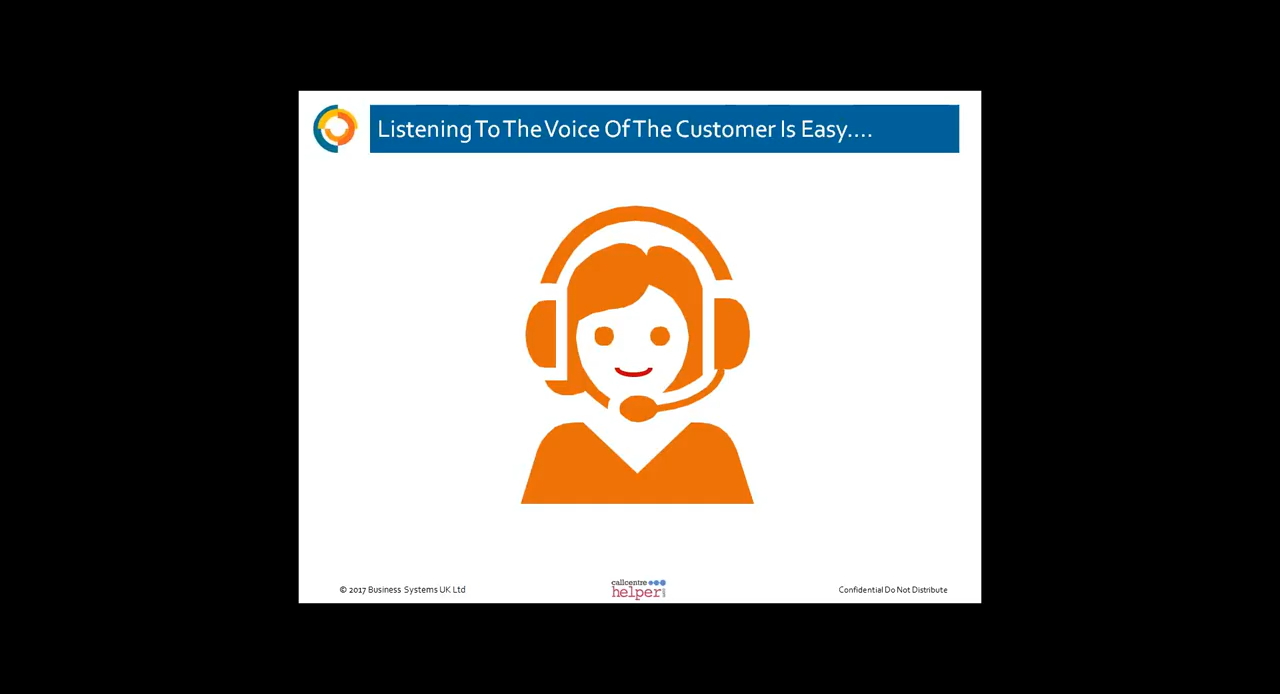 Listening To The Voice Of The Customer Is Easy....
© 2017 Business Systems UK Ltd
callcentre
helper
Confidential Do Not Distribute